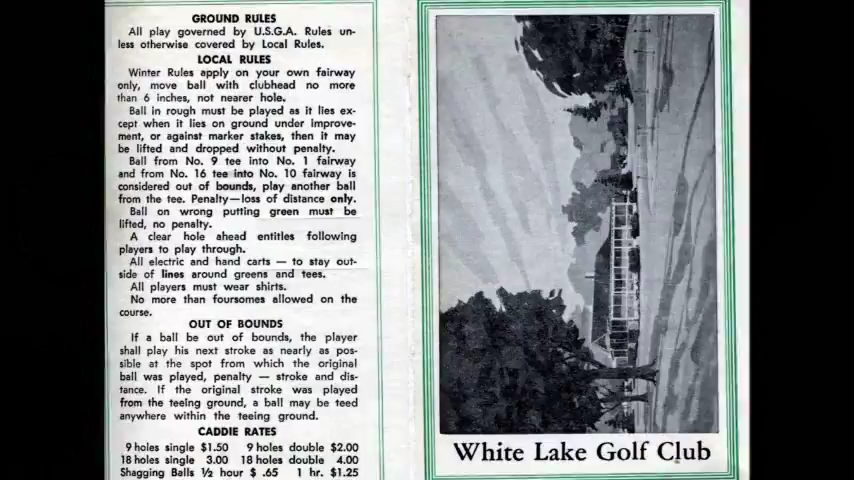 GROUND RULES
All play governed by U.S.G.A. Rules un-
less otherwise covered by Local Rules.
LOCAL RULES
Winter Rules apply on your own fairway
only, move ball with clubhead no more
than 6 inches, not nearer hole.
Ball in rough must be played as it lies ex-
cept when it lies on ground under improve-
ment, or against marker stakes, then it may
be lifted and dropped without penalty.
Ball from No. 9 tee into No. 1 fairway
and from No. 16 tee into No. 10 fairway is
considered out of bounds, play another ball
from the tee. Penalty—loss of distance only.
Ball on wrong putting green must be
lifted, no penalty.
A clear hole ahead entitles following
players to play through.
All electric and hand carts — to stay out-
side of lines around greens and tees.
All players must wear shirts.
No more than foursomes allowed on the
course.
OUT OF BOUNDS
If a ball be out of bounds, the player
shall play his next stroke as nearly as pos-
sible at the spot from which the original
ball was played, penalty — stroke and dis-
tance. If the original stroke was played
from the teeing ground, a ball may be teed
anywhere within the teeing ground.
CADDIE RATES
9 holes single $1.50 9 holes double $2.00
18 holes single 3.00 18 holes double 4.00
Shagging Balls ½ hour $ .65 1 hr. $1.25
White Lake Golf Club